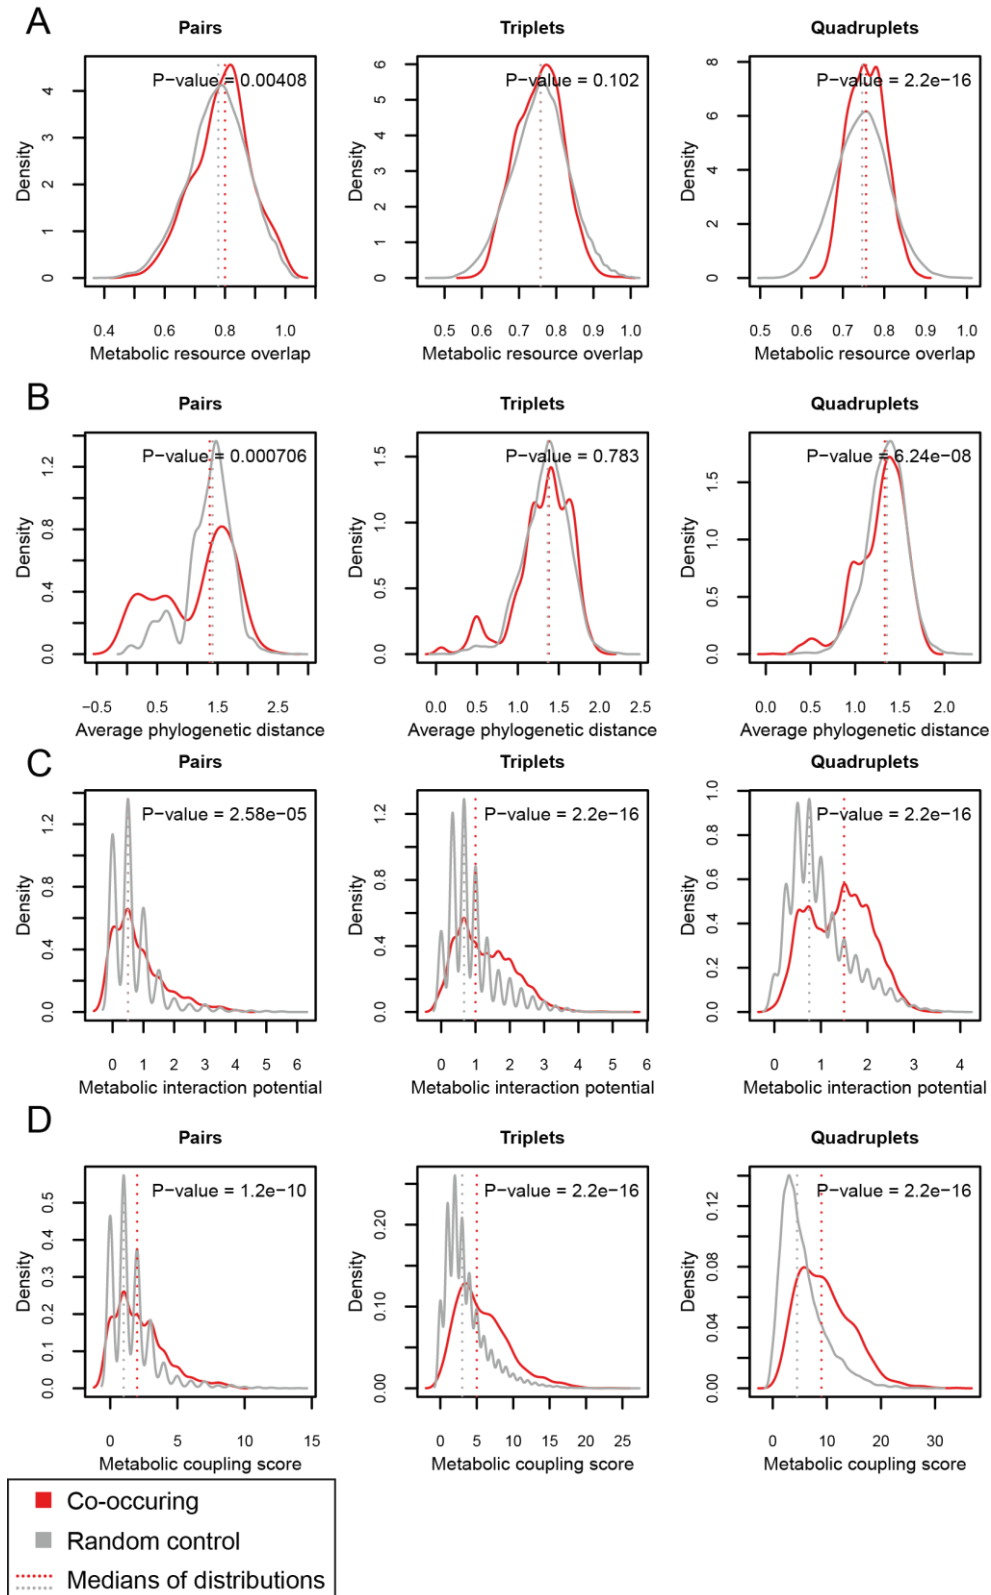 A
Pairs
Triplets
Quadruplets
P−value = 0.00408
P−value = 0.102
P−value = 2.2e−16
Density
0 1 2 3 4
0.4 0.6 0.8 1.0
Metabolic resource overlap
Density
0 1 2 3 4 5 6
0.5 0.6 0.7 0.8 0.9 1.0
Metabolic resource overlap
Density
0 2 4 6 8
0.5 0.6 0.7 0.8 0.9 1.0
Metabolic resource overlap
B
Pairs
Triplets
Quadruplets
P−value = 0.000706
P−value = 0.783
P−value = 6.24e−08
Density
0.0 0.4 0.8 1.2
−0.5 0.5 1.5 2.5
Average phylogenetic distance
Density
0.0 0.5 1.0 1.5
0.0 0.5 1.0 1.5 2.0 2.5
Average phylogenetic distance
Density
0.0 0.5 1.0 1.5
0.0 0.5 1.0 1.5 2.0
Average phylogenetic distance
C
Pairs
Triplets
Quadruplets
P−value = 2.58e−05
P−value = 2.2e−16
P−value = 2.2e−16
Density
0.0 0.4 0.8 1.2
0 1 2 3 4 5 6
Metabolic interaction potential
Density
0.0 0.4 0.8 1.2
0 1 2 3 4 5 6
Metabolic interaction potential
Density
0.0 0.2 0.4 0.6 0.8 1.0
0 1 2 3 4
Metabolic interaction potential
D
Pairs
Triplets
Quadruplets
P−value = 1.2e−10
P−value = 2.2e−16
P−value = 2.2e−16
Density
0.0 0.1 0.2 0.3 0.4 0.5
0 5 10 15
Metabolic coupling score
Density
0.00 0.10 0.20
0 5 10 15 20 25
Metabolic coupling score
Density
0.00 0.04 0.08 0.12
0 10 20 30
Metabolic coupling score
Co-occuring
Random control
Medians of distributions